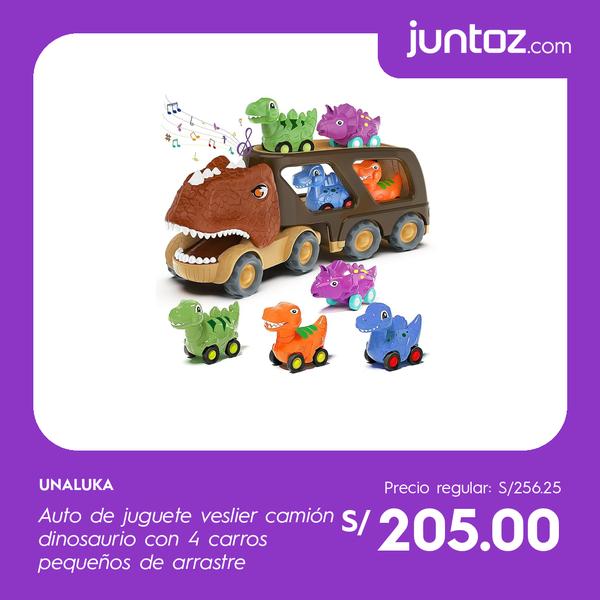 juntoz.com
UNALUKA
Auto de juguete veslier camión
dinosaurio con 4 carros
pequeños de arrastre
Precio regular: S/256.25
S/ 205.00